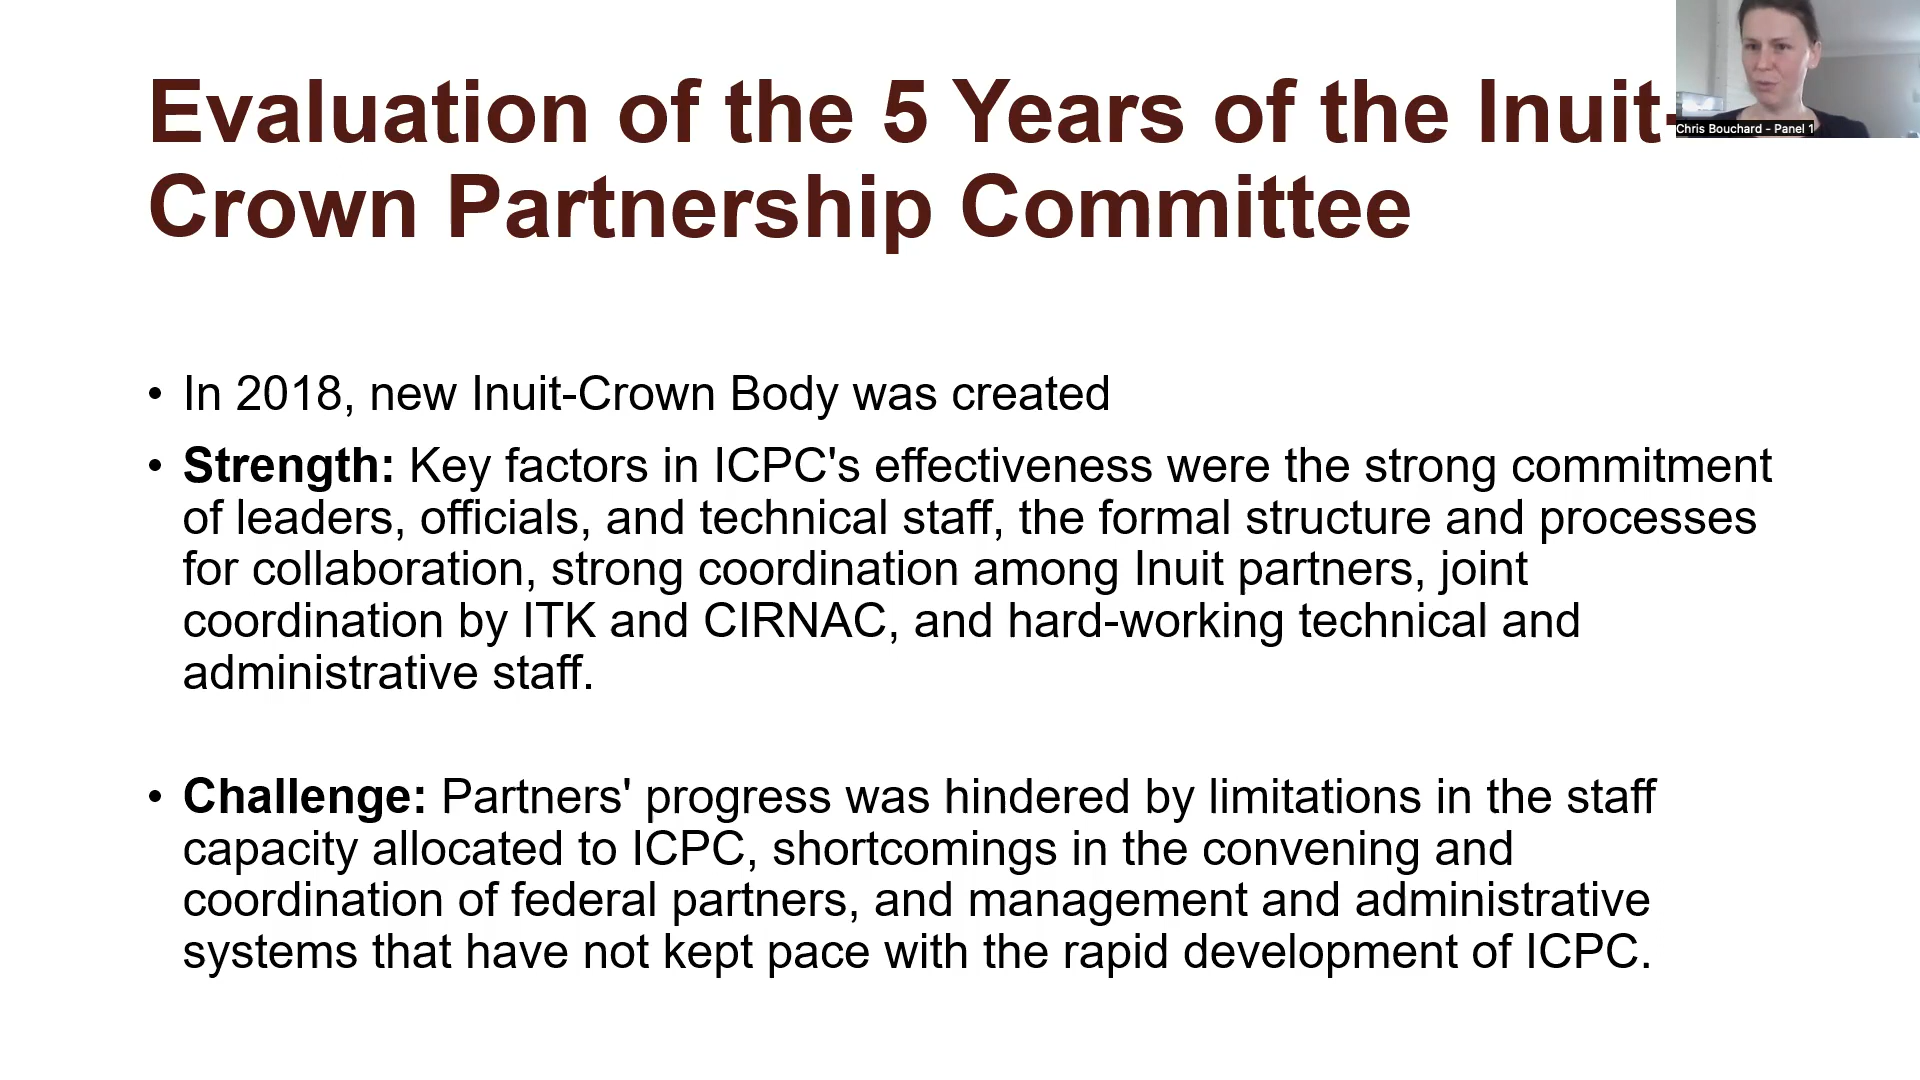 Evaluation of the 5 Years of the Inuit-
Crown Partnership Committee
Chris Bouchard - Panel 1
• In 2018, new Inuit-Crown Body was created
• Strength: Key factors in ICPC's effectiveness were the strong commitment
of leaders, officials, and technical staff, the formal structure and processes
for collaboration, strong coordination among Inuit partners, joint
coordination by ITK and CIRNAC, and hard-working technical and
administrative staff.
• Challenge: Partners' progress was hindered by limitations in the staff
capacity allocated to ICPC, shortcomings in the convening and
coordination of federal partners, and management and administrative
systems that have not kept pace with the rapid development of ICPC.